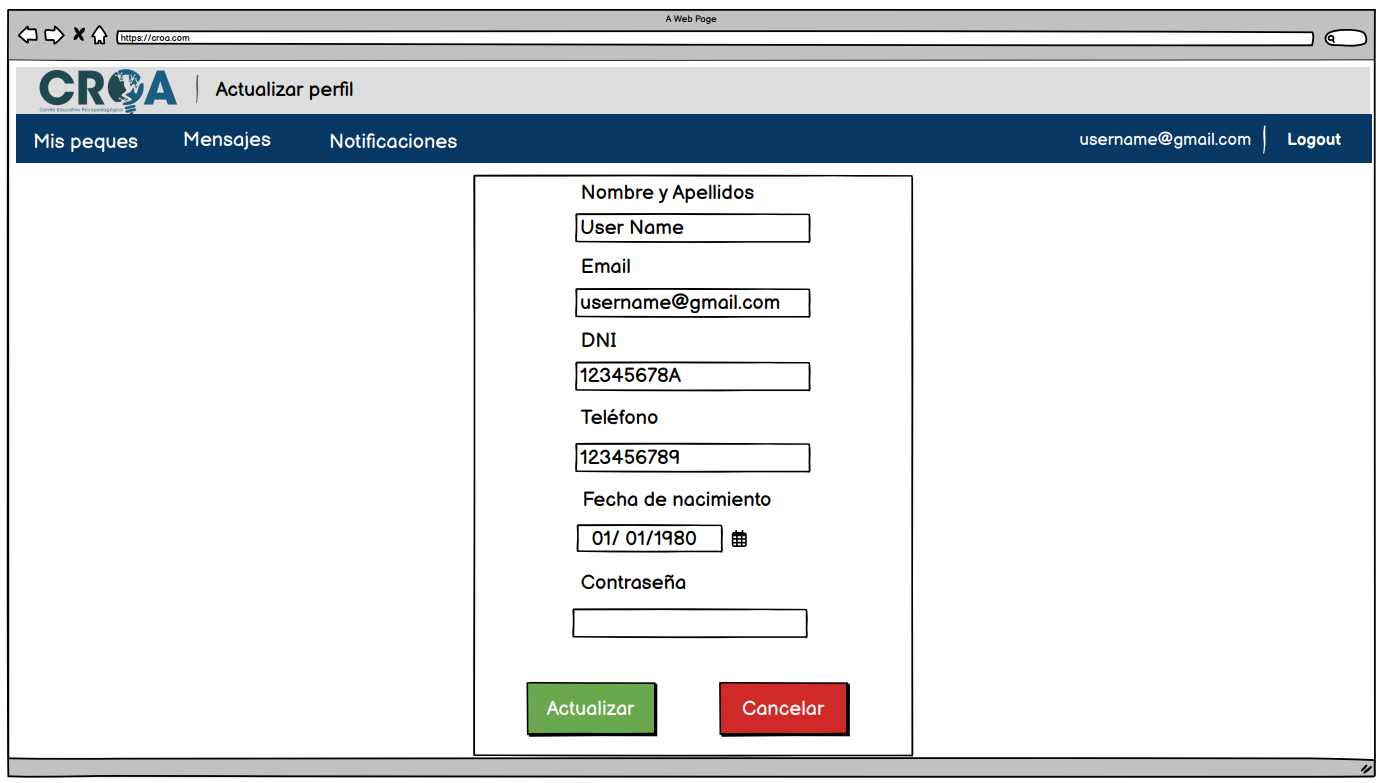 A Web Page
https://croa.com
CROA
Centro Educativo Psicopedagógico
Actualizar perfil
Mis peques
Mensajes
Notificaciones
username@gmail.com
Logout
Nombre y Apellidos
User Name
Email
username@gmail.com
DNI
12345678A
Teléfono
123456789
Fecha de nacimiento
01/ 01/1980
Contraseña
Actualizar
Cancelar